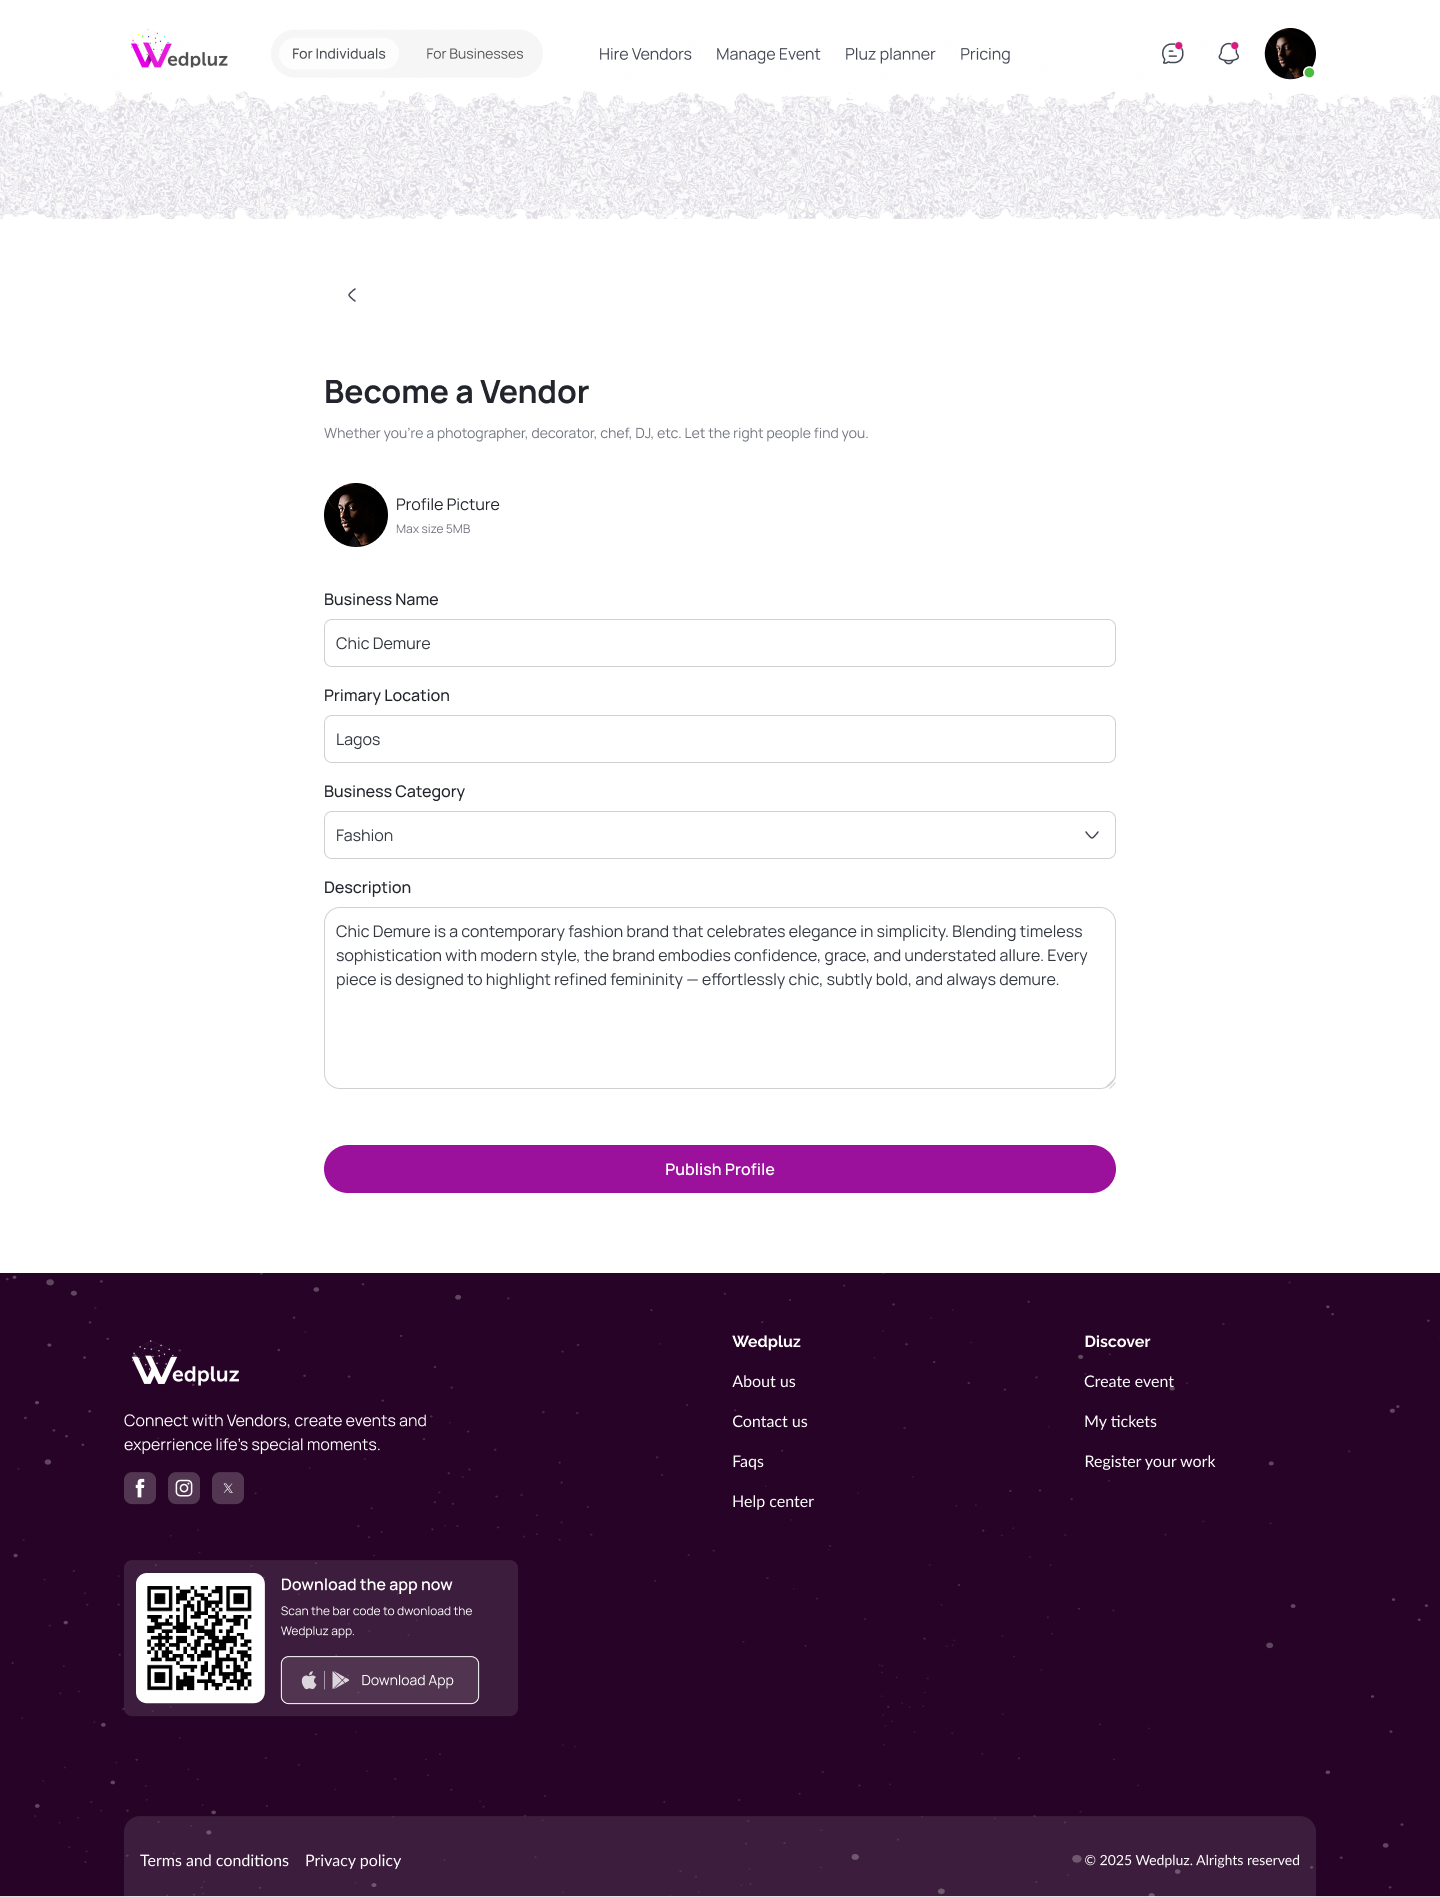 Wedpluz
For Individuals
For Businesses
Hire Vendors
Manage Event
Pluz planner
Pricing
Become a Vendor
Whether you're a photographer, decorator, chef, DJ, etc. Let the right people find you.
Profile Picture
Max size 5MB
Business Name
Chic Demure
Primary Location
Lagos
Business Category
Fashion
Description
Chic Demure is a contemporary fashion brand that celebrates elegance in simplicity. Blending timeless
sophistication with modern style, the brand embodies confidence, grace, and understated allure. Every
piece is designed to highlight refined femininity — effortlessly chic, subtly bold, and always demure.
Publish Profile
Wedpluz
Connect with Vendors, create events and
experrience life's special moments.
Download the app now
Scan the bar code to dwonload the
Wedpluz app.
Download App
Wedpluz
About us
Contact us
Faqs
Help center
Discover
Create event
My tickets
Register your work
Terms and conditions
Privacy policy
© 2025 Wedpluz. Alrights reserved